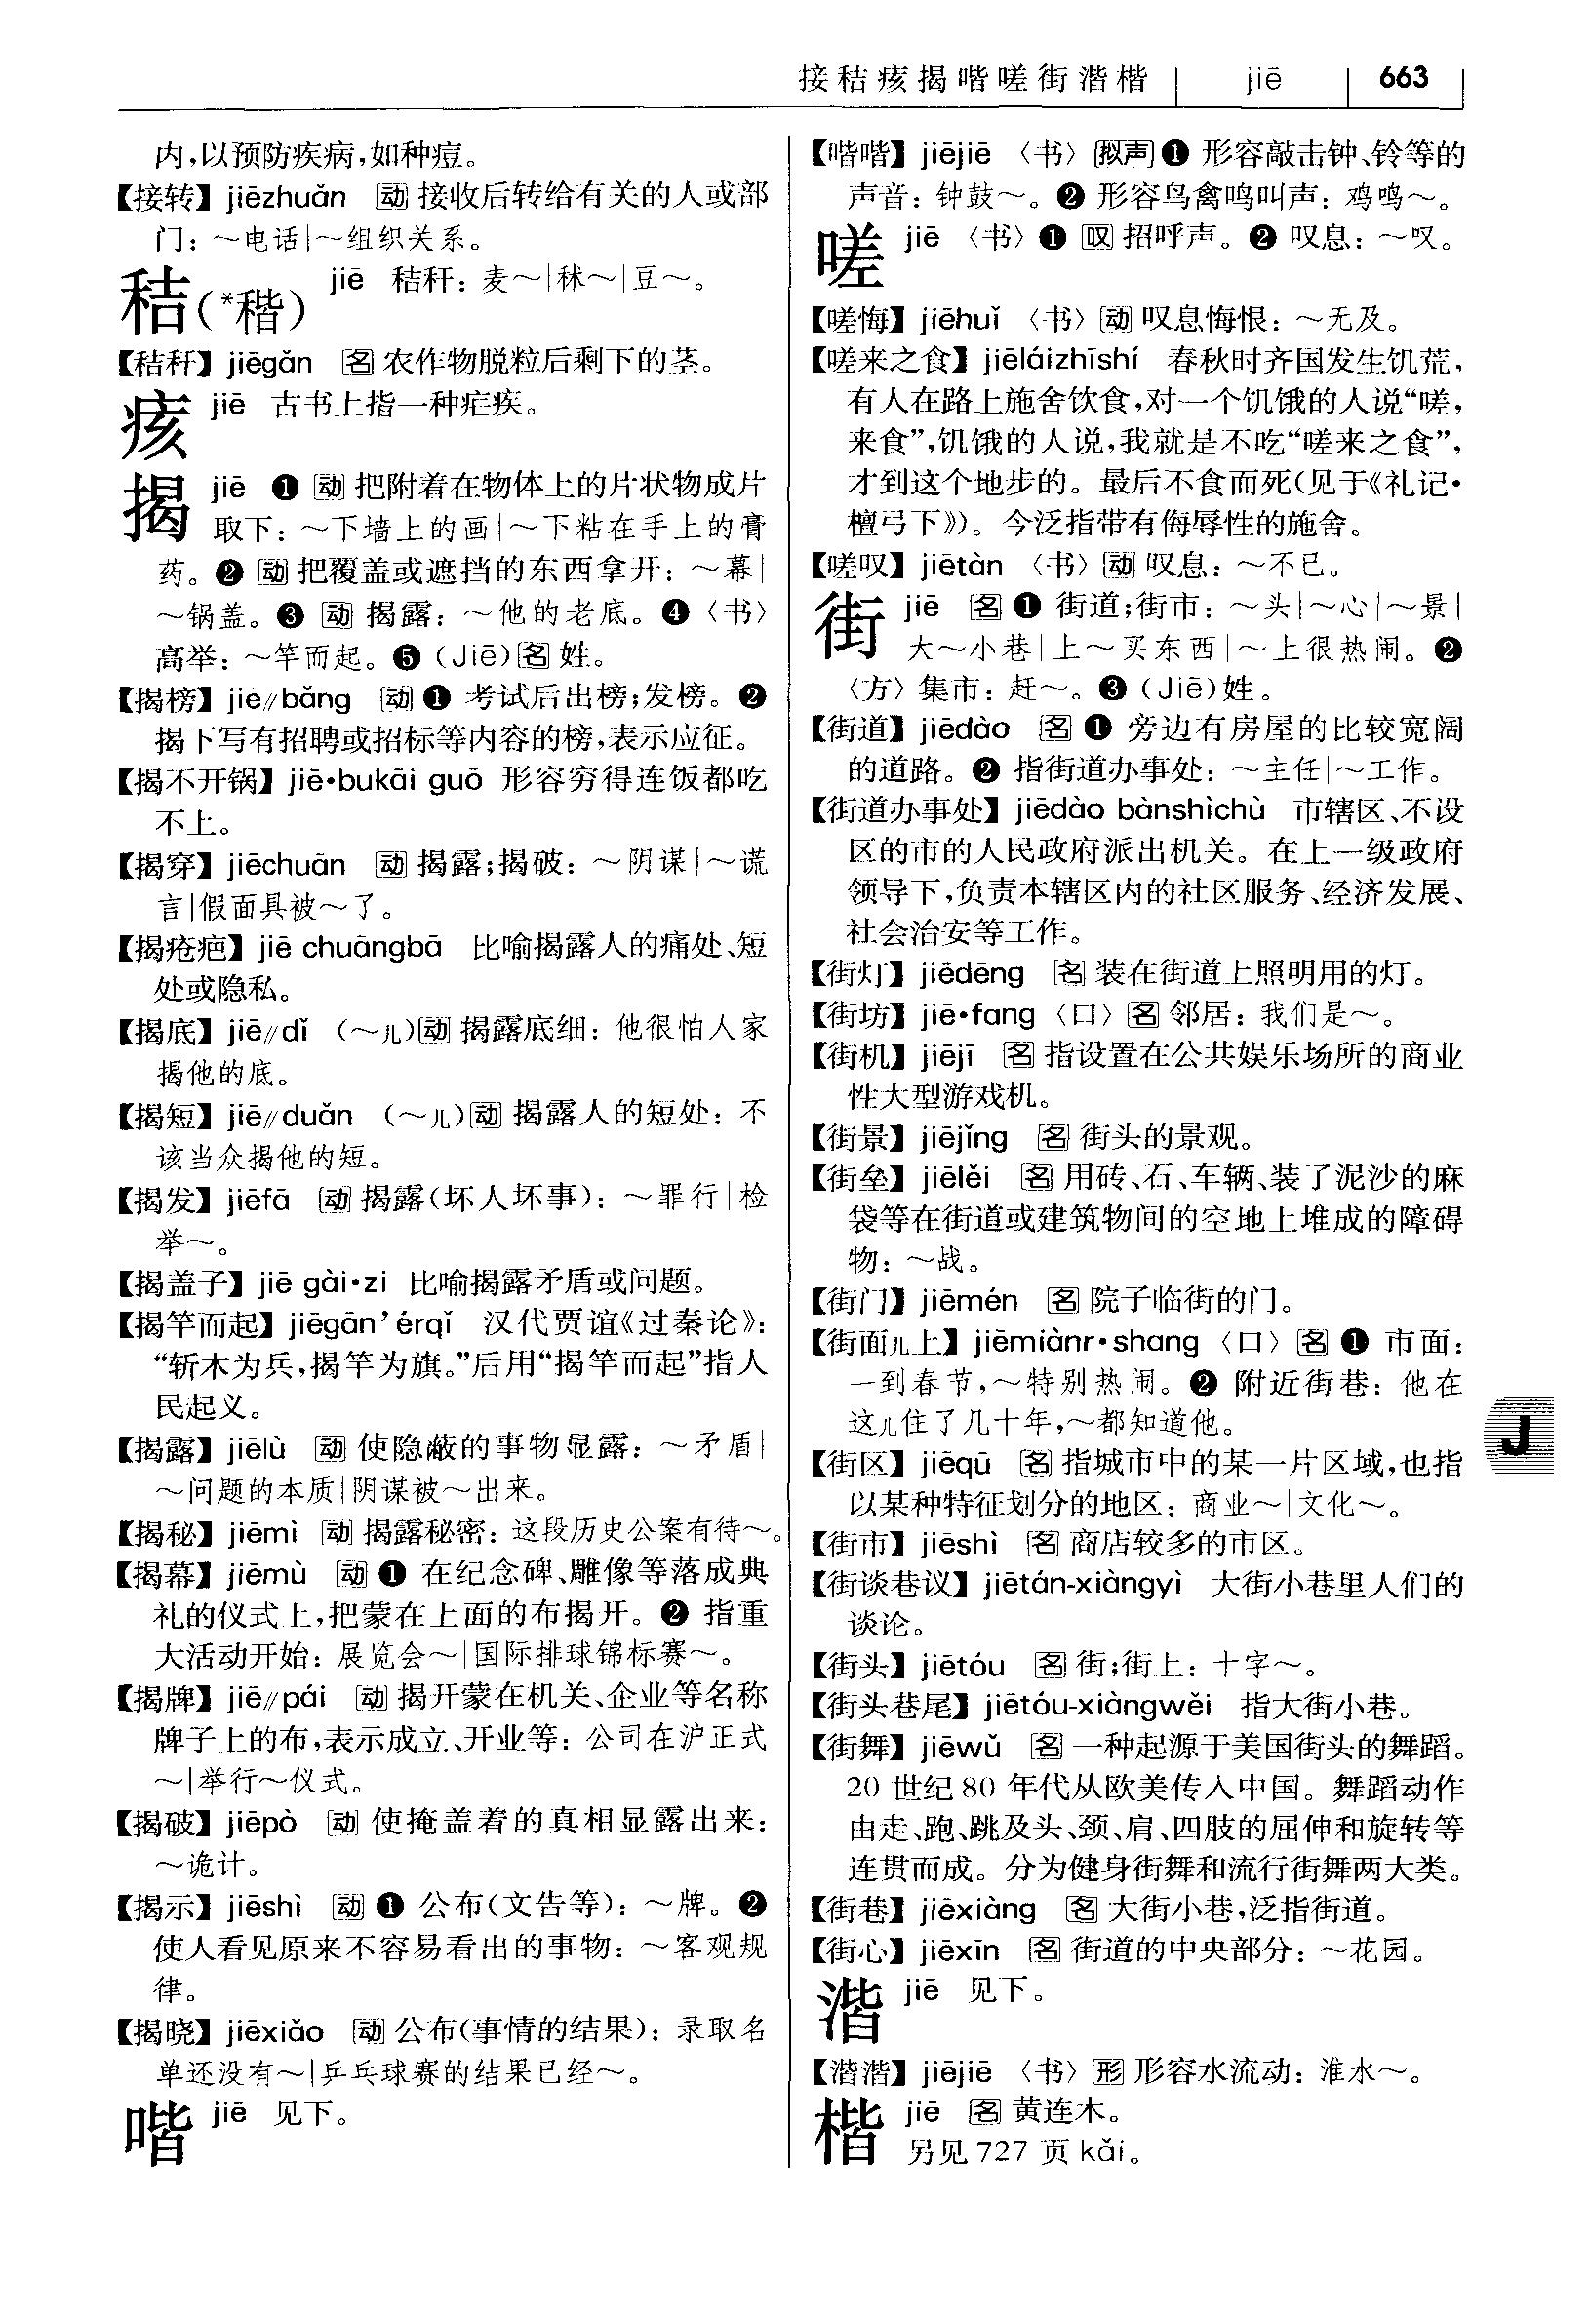 接秸痎揭喈嗟街湝楷 jiē 663
内,以预防疾病,如种痘。
【接转】jiēzhuǎn [动]接收后转给有关的人或部
门:~电话|~组织关系。
秸(*稭) jiē 秸秆:麦~|秫~|豆~。
【秸秆】jiēgǎn [名]农作物脱粒后剩下的茎。
痎 jiē 古书上指一种疟疾。
揭 jiē ❶[动]把附着在物体上的片状物成片
取下:~下墙上的画|~下粘在手上的膏
药。❷[动]把覆盖或遮挡的东西拿开:~幕|
~锅盖。❸[动]揭露:~他的老底。❹〈书〉
高举:~竿而起。❺(Jiē)[名]姓。
【揭榜】jiē∥bǎng [动]❶考试后出榜;发榜。❷
揭下写有招聘或招标等内容的榜,表示应征。
【揭不开锅】jiē·bukāi guō 形容穷得连饭都吃
不上。
【揭穿】jiēchuān [动]揭露;揭破:~阴谋|~谎
言|假面具被~了。
【揭疮疤】jiē chuāngbā 比喻揭露人的痛处、短
处或隐私。
【揭底】jiē∥dǐ (~儿)[动]揭露底细:他很怕人家
揭他的底。
【揭短】jiē∥duǎn (~儿)[动]揭露人的短处:不
该当众揭他的短。
【揭发】jiēfā [动]揭露(坏人坏事):~罪行|检
举~。
【揭盖子】jiē gài·zi 比喻揭露矛盾或问题。
【揭竿而起】jiēgān’érqǐ 汉代贾谊《过秦论》:
“斩木为兵,揭竿为旗。”后用“揭竿而起”指人
民起义。
【揭露】jiēlù [动]使隐蔽的事物显露:~矛盾|
~问题的本质|阴谋被~出来。
【揭秘】jiēmì [动]揭露秘密:这段历史公案有待~。
【揭幕】jiēmù [动]❶在纪念碑、雕像等落成典
礼的仪式上,把蒙在上面的布揭开。❷指重
大活动开始:展览会~|国际排球锦标赛~。
【揭牌】jiē∥pái [动]揭开蒙在机关、企业等名称
牌子上的布,表示成立、开业等:公司在沪正式
~|举行~仪式。
【揭破】jiēpò [动]使掩盖着的真相显露出来:
~诡计。
【揭示】jiēshì [动]❶公布(文告等):~牌。❷
使人看见原来不容易看出的事物:~客观规
律。
【揭晓】jiēxiǎo [动]公布(事情的结果):录取名
单还没有~|乒乓球赛的结果已经~。
喈 jiē 见下。
【喈喈】jiējiē 〈书〉[拟声]❶形容敲击钟、铃等的
声音:钟鼓~。❷形容鸟禽鸣叫声:鸡鸣~。
嗟 jiē 〈书〉❶[叹]招呼声。❷叹息:~叹。
【嗟悔】jiēhuǐ 〈书〉[动]叹息悔恨:~无及。
【嗟来之食】jiēláizhīshí 春秋时齐国发生饥荒,
有人在路上施舍饮食,对一个饥饿的人说“嗟,
来食”,饥饿的人说,我就是不吃“嗟来之食”,
才到这个地步的。最后不食而死(见于《礼记·
檀弓下》)。今泛指带有侮辱性的施舍。
【嗟叹】jiētàn 〈书〉[动]叹息:~不已。
街 jiē [名]❶街道;街市:~头|~心|~景|
大~小巷|上~买东西|~上很热闹。❷
〈方〉集市:赶~。❸(Jiē)姓。
【街道】jiēdào [名]❶旁边有房屋的比较宽阔
的道路。❷指街道办事处:~主任|~工作。
【街道办事处】jiēdào bànshìchù 市辖区、不设
区的市的人民政府派出机关。在上一级政府
领导下,负责本辖区内的社区服务、经济发展、
社会治安等工作。
【街灯】jiēdēng [名]装在街道上照明用的灯。
【街坊】jiē·fang〈口〉[名]邻居:我们是~。
【街机】jiējī [名]指设置在公共娱乐场所的商业
性大型游戏机。
【街景】jiējǐng [名]街头的景观。
【街垒】jiēlěi [名]用砖、石、车辆、装了泥沙的麻
袋等在街道或建筑物间的空地上堆成的障碍
物:~战。
【街门】jiēmén [名]院子临街的门。
【街面儿上】jiēmiànr·shang〈口〉[名]❶市面:
一到春节,~特别热闹。❷附近街巷:他在
这儿住了几十年,~都知道他。
【街区】jiēqū [名]指城市中的某一片区域,也指
以某种特征划分的地区:商业~|文化~。
【街市】jiēshì [名]商店较多的市区。
【街谈巷议】jiētán-xiàngyì 大街小巷里人们的
谈论。
【街头】jiētóu [名]街;街上:十字~。
【街头巷尾】jiētóu-xiàngwěi 指大街小巷。
【街舞】jiēwǔ [名]一种起源于美国街头的舞蹈。
20世纪80年代从欧美传入中国。舞蹈动作
由走、跑、跳及头、颈、肩、四肢的屈伸和旋转等
连贯而成。分为健身街舞和流行街舞两大类。
【街巷】jiēxiàng [名]大街小巷,泛指街道。
【街心】jiēxīn [名]街道的中央部分:~花园。
湝 jiē 见下。
【湝湝】jiējiē 〈书〉[形]形容水流动:淮水~。
楷 jiē [名]黄连木。
另见727页kǎi。
J